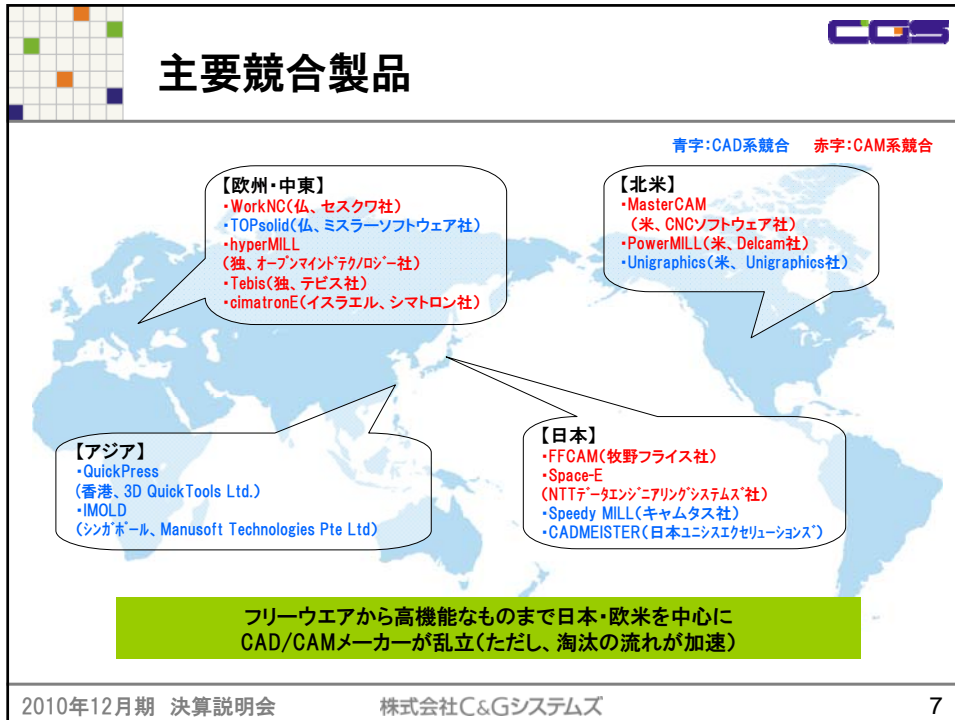 CGS
主要競合製品
青字:CAD系競合 赤字:CAM系競合
【欧州・中東】
・WorkNC(仏、セスクワ社)
・TOPsolid(仏、ミスラーソフトウェア社)
・hyperMILL
(独、オープンマインドテクノロジー社)
・Tebis(独、テビス社)
・cimatronE(イスラエル、シマトロン社)
【北米】
・MasterCAM
(米、CNCソフトウェア社)
・PowerMILL(米、Delcam社)
・Unigraphics(米、 Unigraphics社)
【アジア】
・QuickPress
(香港、3D QuickTools Ltd.)
・IMOLD
(シンガポール、Manusoft Technologies Pte Ltd)
【日本】
・FFCAM(牧野フライス社)
・Space-E
(NTTデータエンジニアリングシステムズ社)
・Speedy MILL(キャムタス社)
・CADMEISTER(日本ユニシスエクセリューションズ)
フリーウエアから高機能なものまで日本・欧米を中心に
CAD/CAMメーカーが乱立(ただし、淘汰の流れが加速)
2010年12月期 決算説明会 株式会社C&Gシステムズ 7